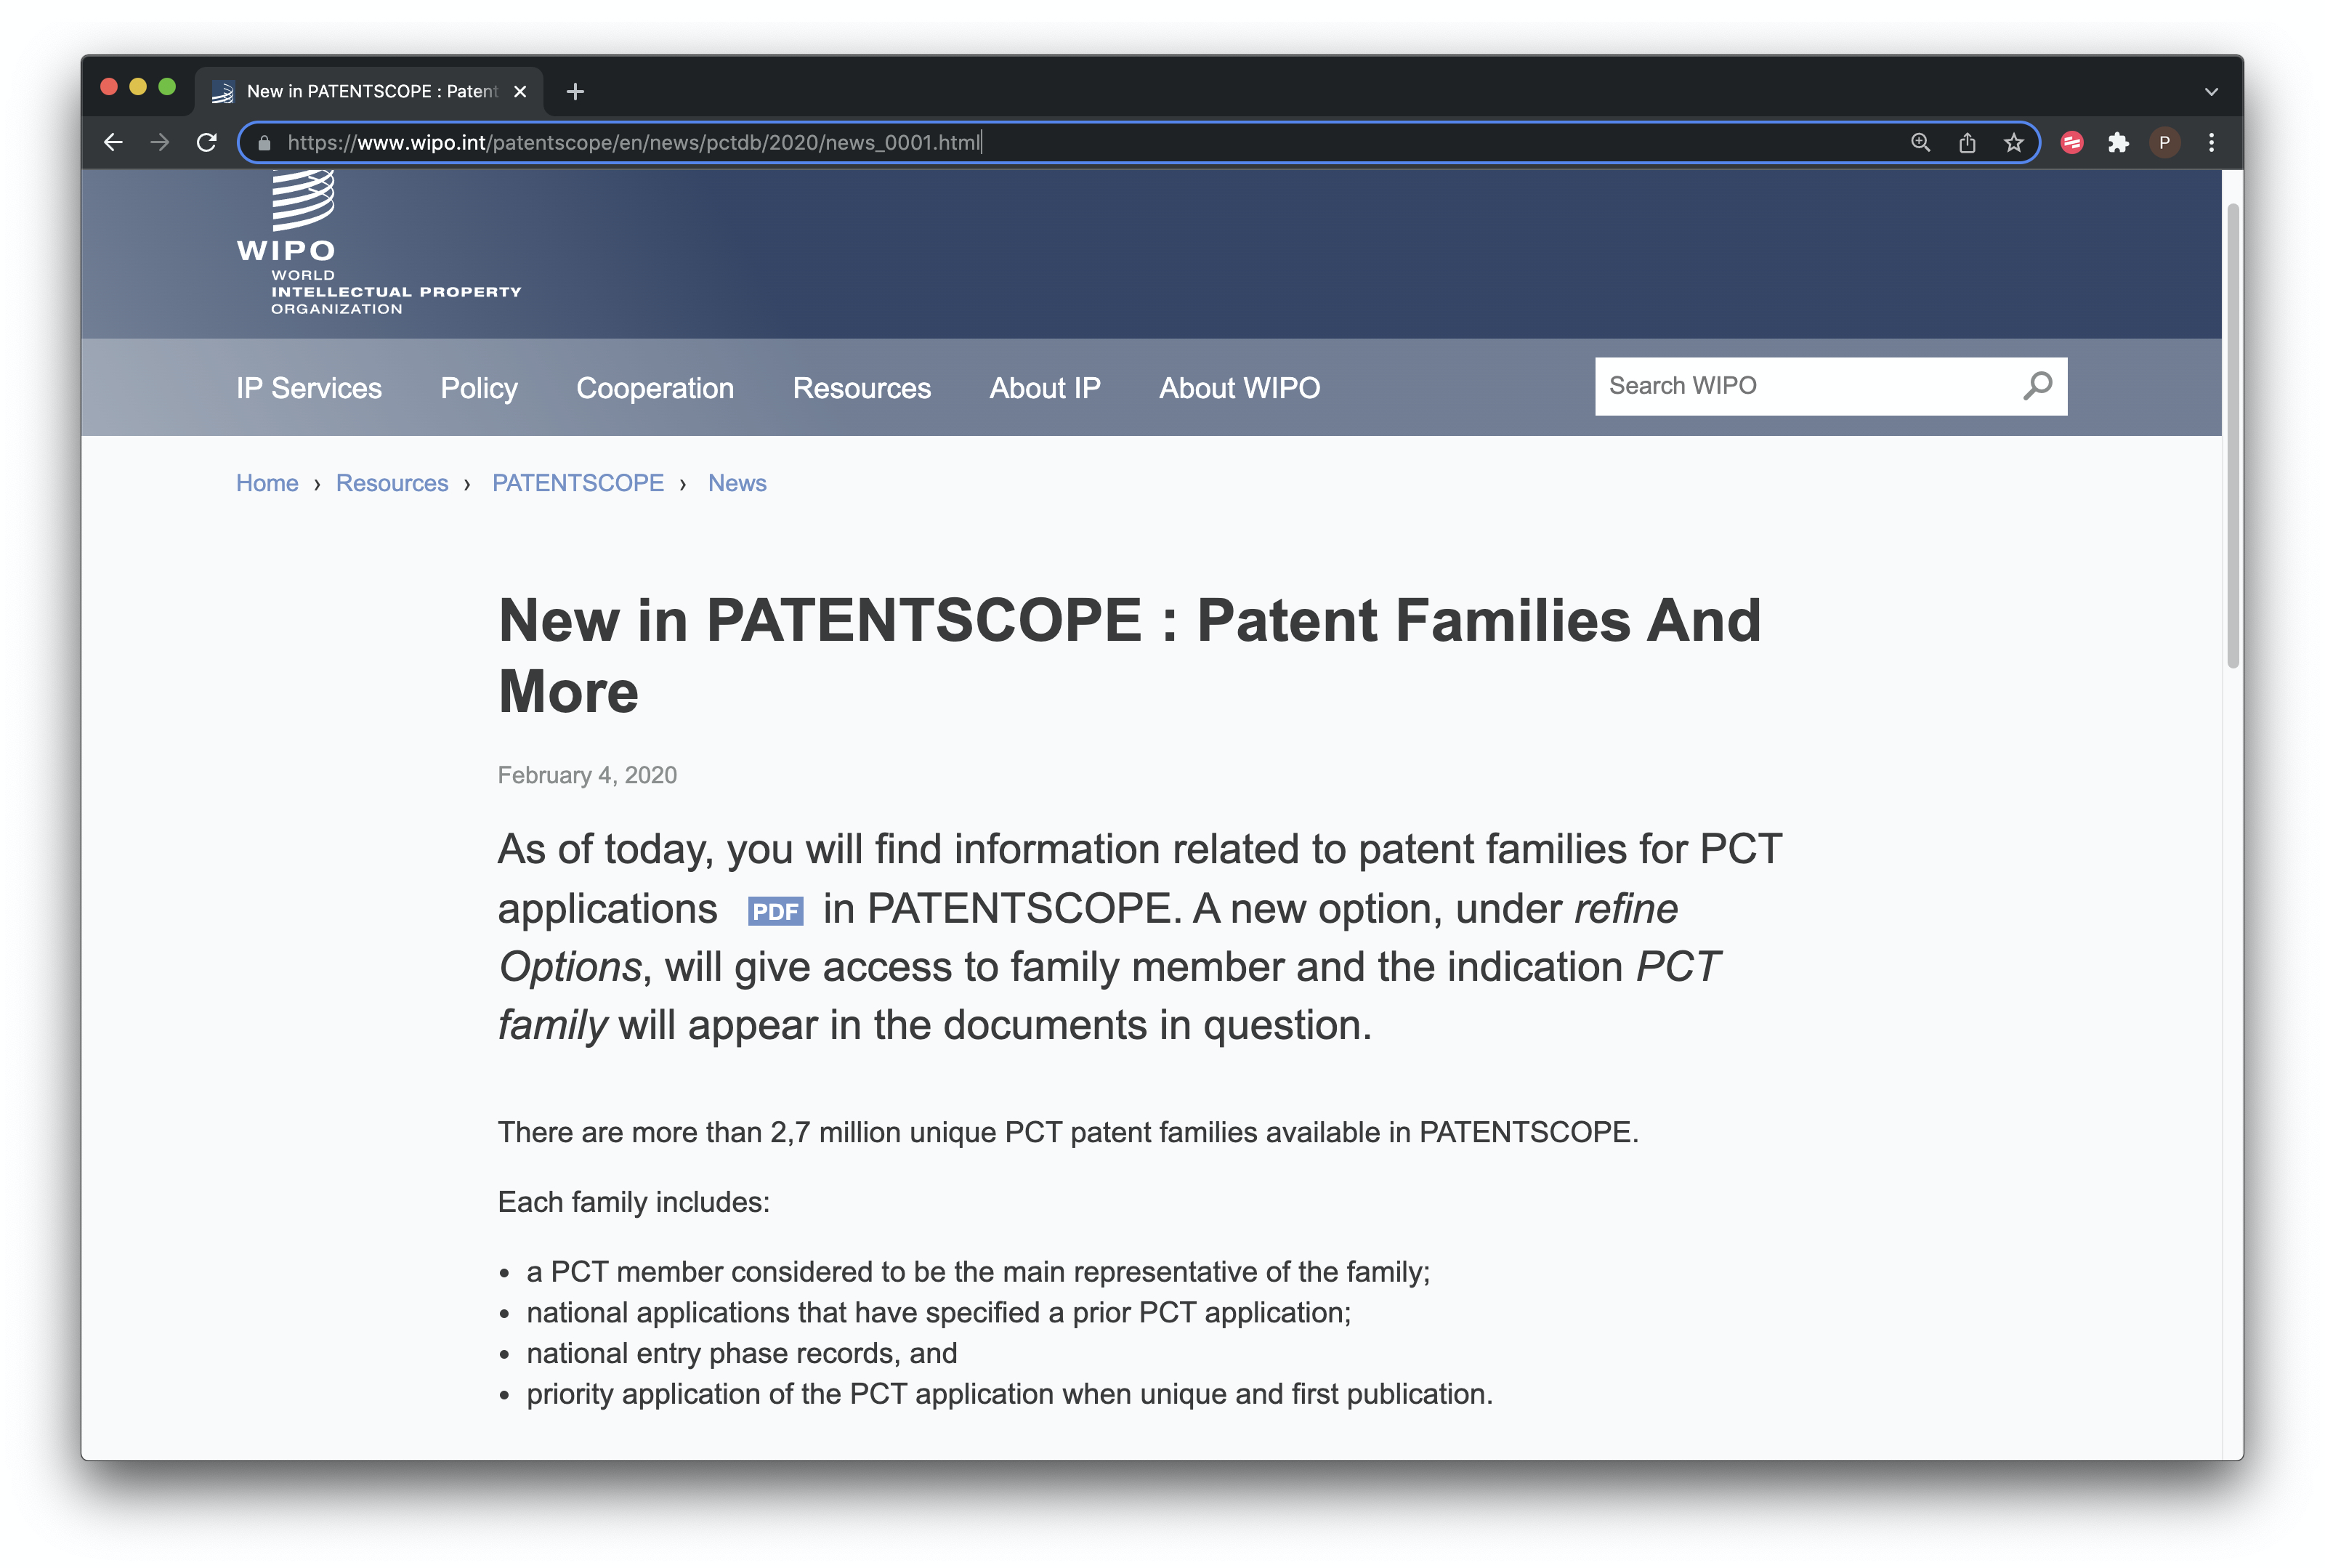 New in PATENTSCOPE : Patent
https://www.wipo.int/patentscope/en/news/pctdb/2020/news_0001.html
P
WIPO
WORLD
INTELLECTUAL PROPERTY
ORGANIZATION
IP Services Policy Cooperation Resources About IP About WIPO Search WIPO
Home › Resources › PATENTSCOPE › News
New in PATENTSCOPE : Patent Families And
More
February 4, 2020
As of today, you will find information related to patent families for PCT
applications PDF in PATENTSCOPE. A new option, under refine
Options, will give access to family member and the indication PCT
family will appear in the documents in question.
There are more than 2,7 million unique PCT patent families available in PATENTSCOPE.
Each family includes:
• a PCT member considered to be the main representative of the family;
• national applications that have specified a prior PCT application;
• national entry phase records, and
• priority application of the PCT application when unique and first publication.